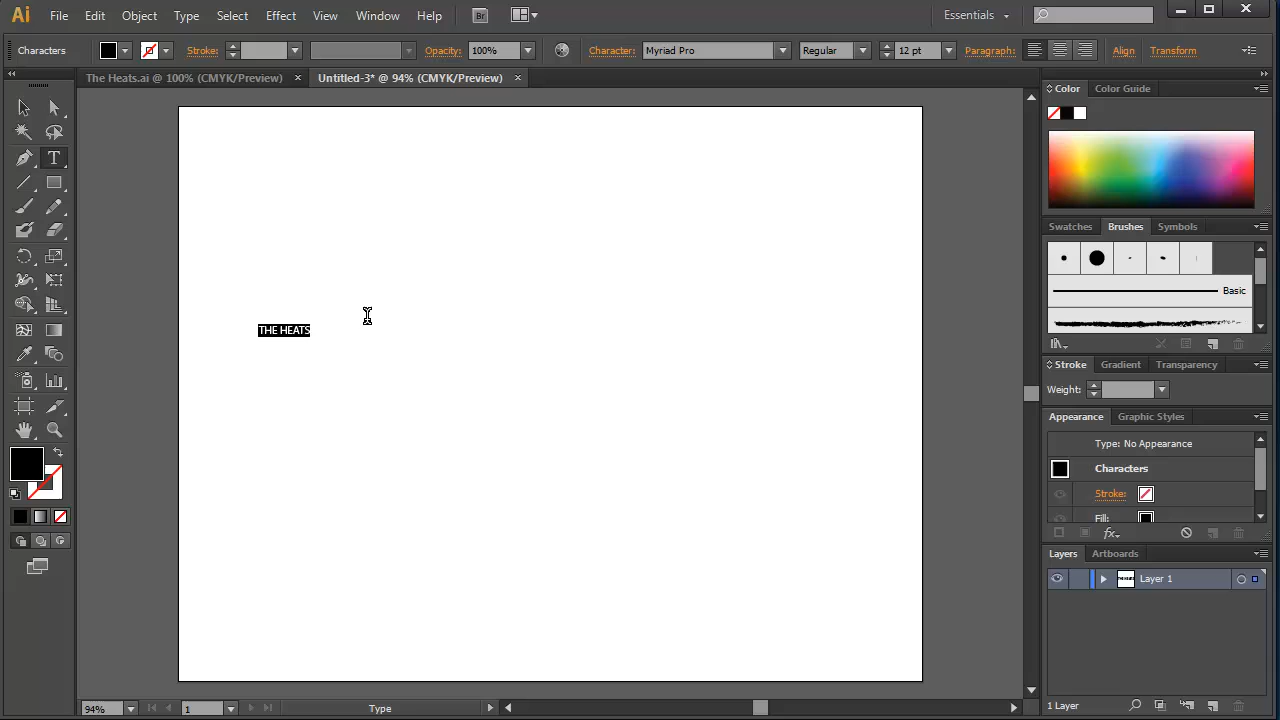 Ai File Edit Object Type Select Effect View Window Help Br Essentials
Characters Stroke: Opacity: 100% Character: Myriad Pro Regular 12 pt Paragraph: Align Transform
The Heats.ai @ 100% (CMYK/Preview) × Untitled-3* @ 94% (CMYK/Preview) ×
Color Color Guide
THE HEATS
Swatches Brushes Symbols
Basic
Stroke Gradient Transparency
Weight:
Appearance Graphic Styles
Type: No Appearance
Characters
Stroke:
Fill:
fx
Layers Artboards
Layer 1
1 Layer
94% 1 Type